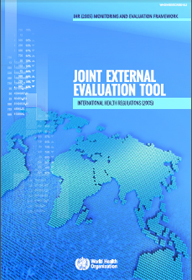 IHR (2005) MONITORING AND EVALUATION FRAMEWORK
JOINT EXTERNAL
EVALUATION TOOL
INTERNATIONAL HEALTH REGULATIONS (2005)
World Health
Organization